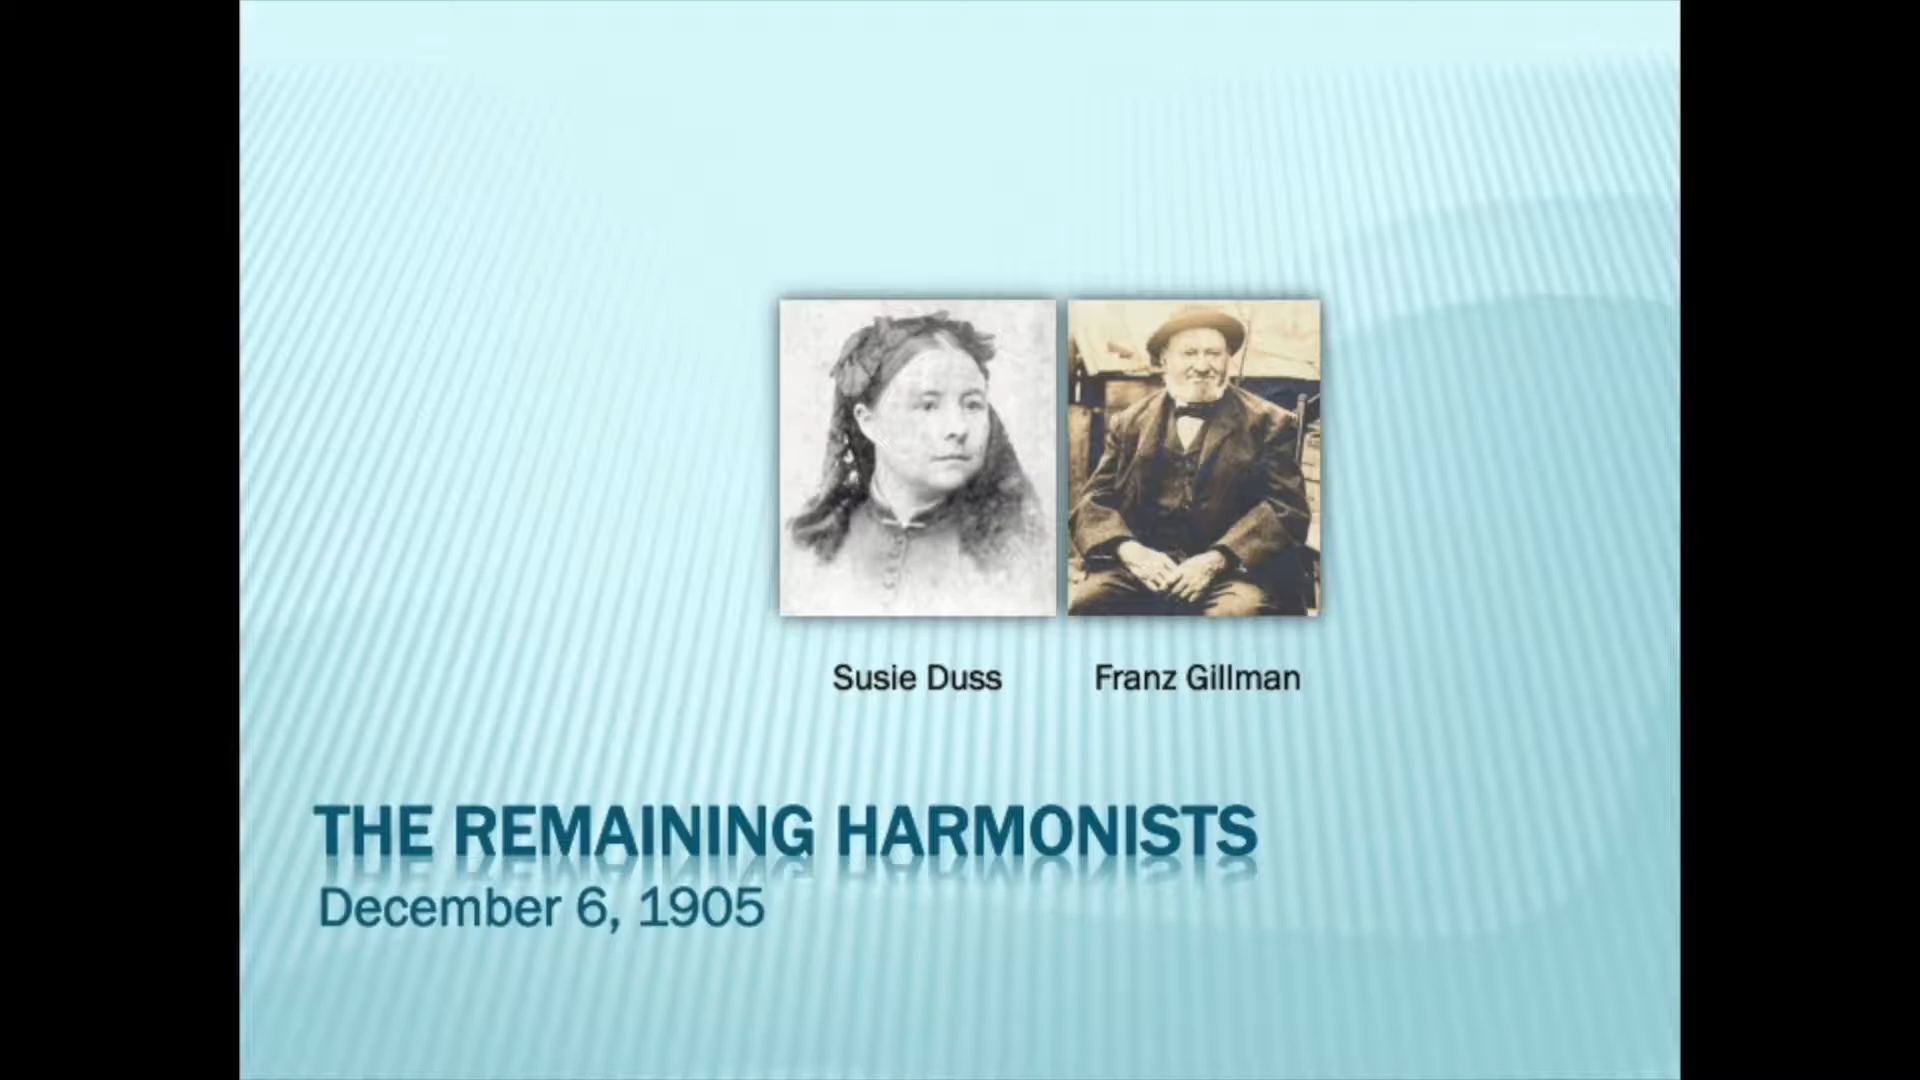 Susie Duss
Franz Gillman
THE REMAINING HARMONISTS
December 6, 1905